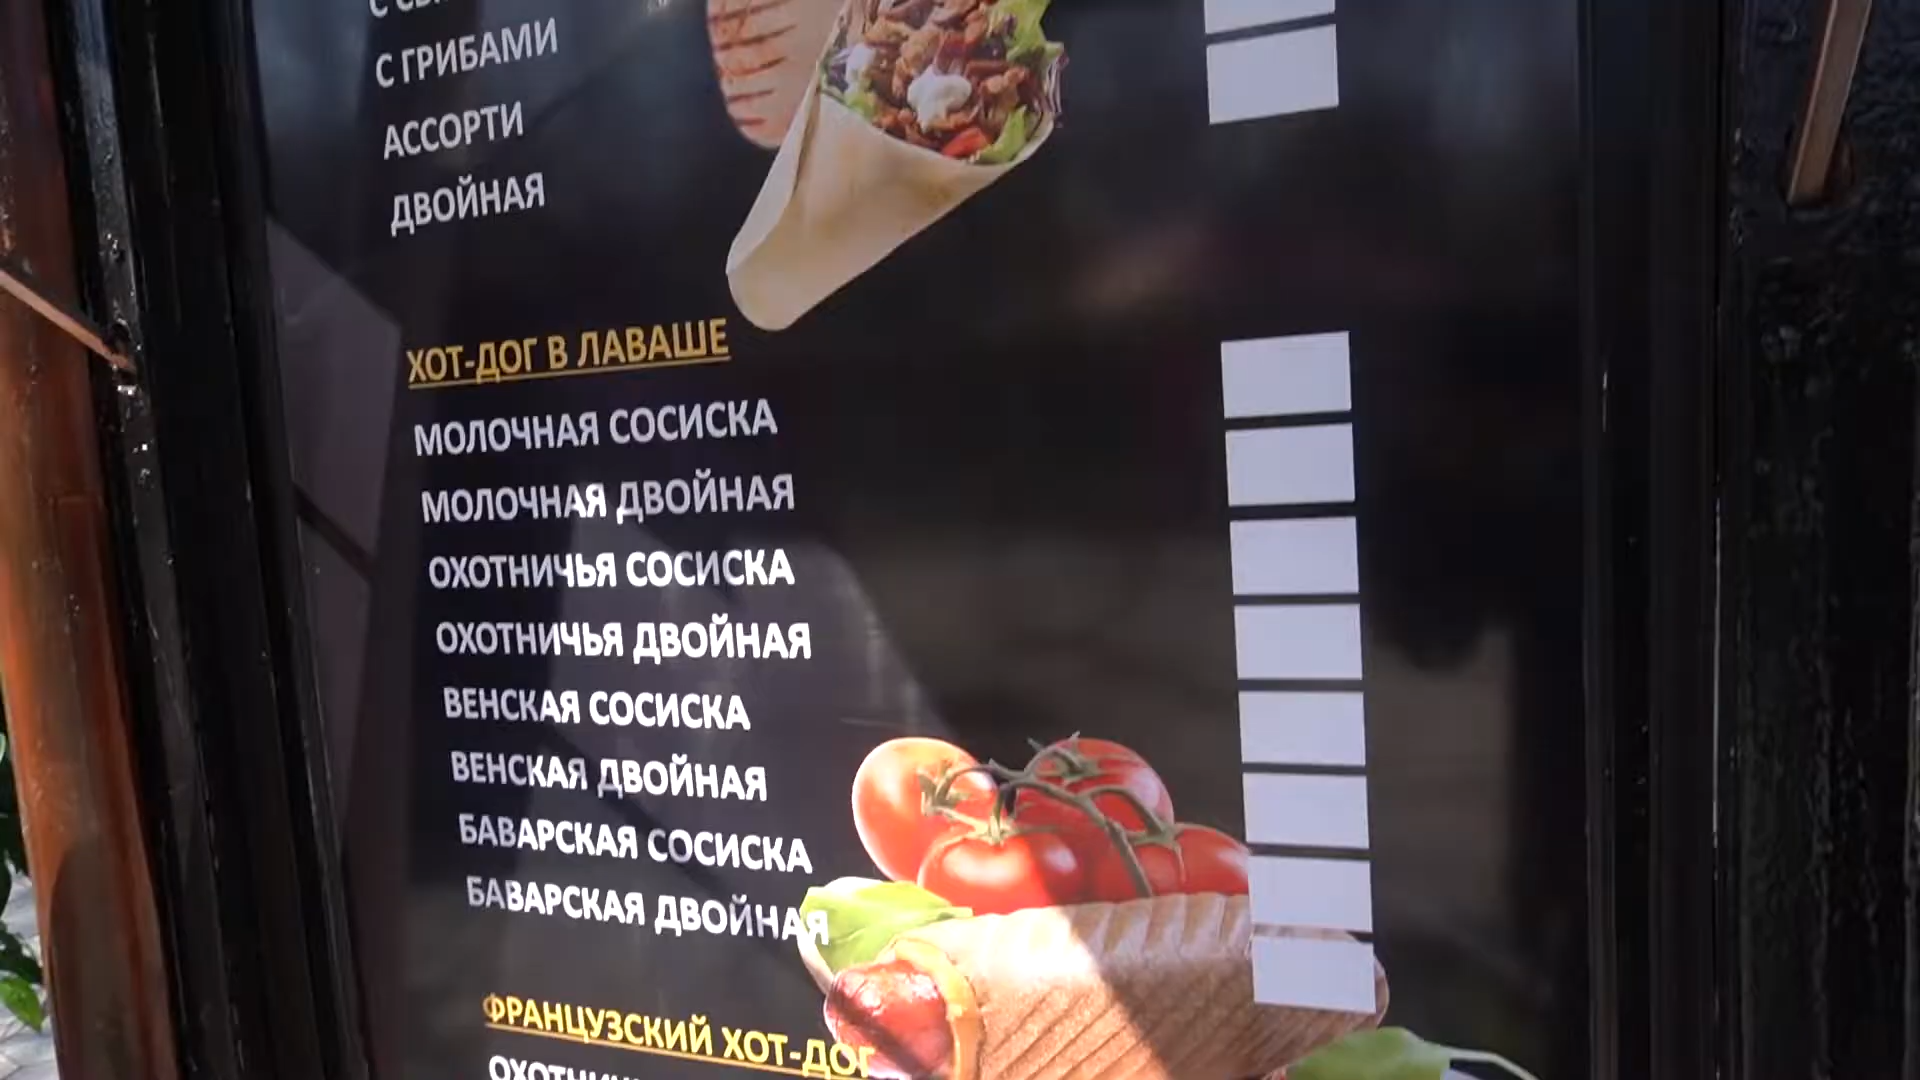 С ГРИБАМИ
АССОРТИ
ДВОЙНАЯ
ХОТ-ДОГ В ЛАВАШЕ
МОЛОЧНАЯ СОСИСКА
МОЛОЧНАЯ ДВОЙНАЯ
ОХОТНИЧЬЯ СОСИСКА
ОХОТНИЧЬЯ ДВОЙНАЯ
ВЕНСКАЯ СОСИСКА
ВЕНСКАЯ ДВОЙНАЯ
БАВАРСКАЯ СОСИСКА
БАВАРСКАЯ ДВОЙНАЯ
ФРАНЦУЗСКИЙ ХОТ-ДОГ